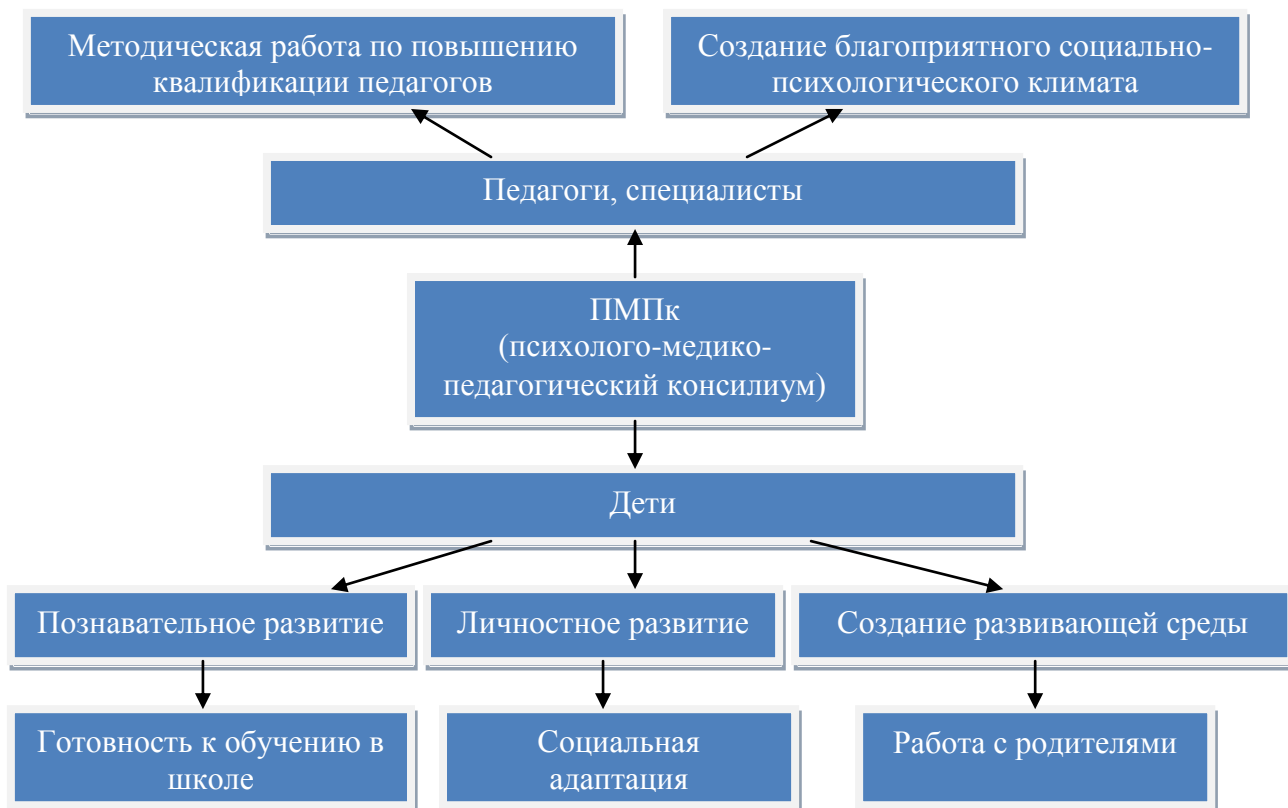 Методическая работа по повышению
квалификации педагогов
Создание благоприятного социально-
психологического климата
Педагоги, специалисты
ПМПк
(психолого-медико-
педагогический консилиум)
Дети
Познавательное развитие
Личностное развитие
Создание развивающей среды
Готовность к обучению в
школе
Социальная
адаптация
Работа с родителями